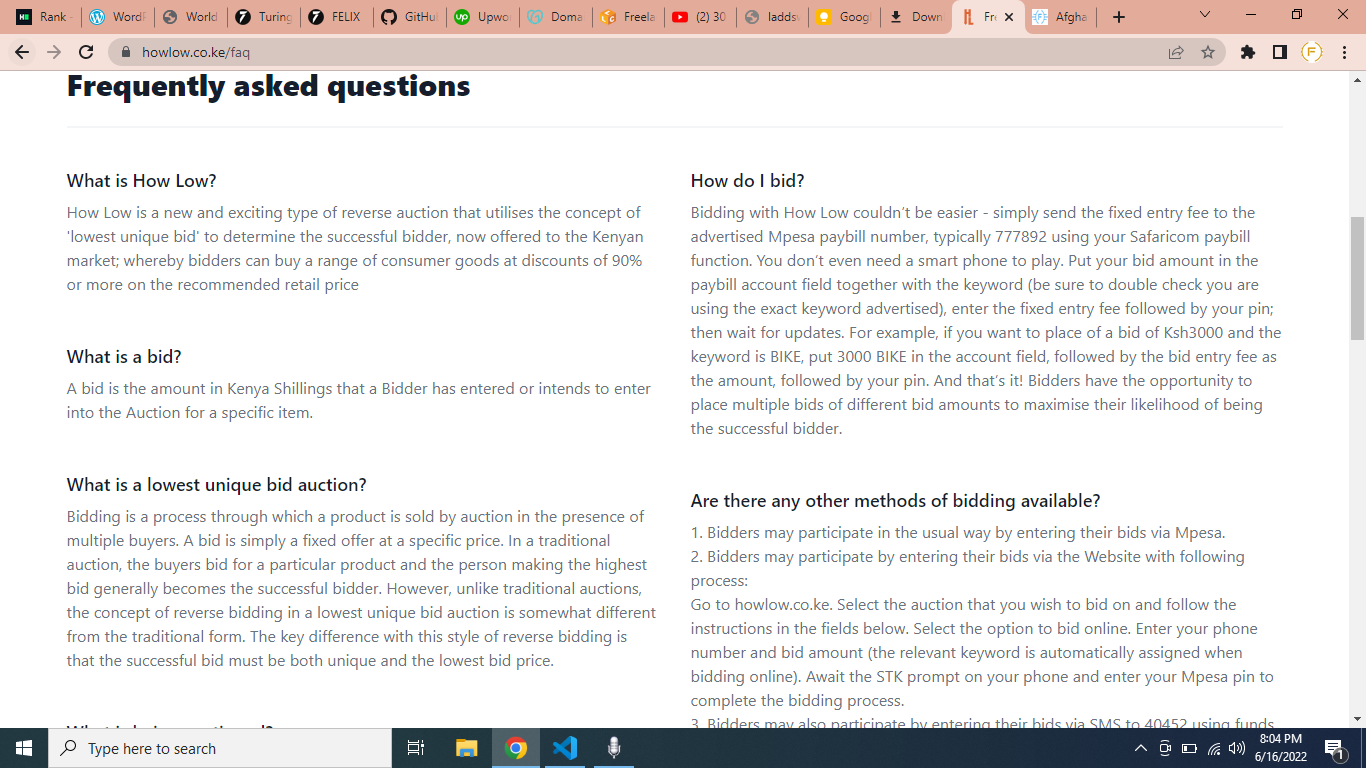 Rank
WordP
World
Turing
FELIX
GitHub
Upwo
Doma
Freela
(2) 30
ladds
Googl
Down
Fre
Afgha
howlow.co.ke/faq
Frequently asked questions
What is How Low?
How Low is a new and exciting type of reverse auction that utilises the concept of
'lowest unique bid' to determine the successful bidder, now offered to the Kenyan
market; whereby bidders can buy a range of consumer goods at discounts of 90%
or more on the recommended retail price
What is a bid?
A bid is the amount in Kenya Shillings that a Bidder has entered or intends to enter
into the Auction for a specific item.
What is a lowest unique bid auction?
Bidding is a process through which a product is sold by auction in the presence of
multiple buyers. A bid is simply a fixed offer at a specific price. In a traditional
auction, the buyers bid for a particular product and the person making the highest
bid generally becomes the successful bidder. However, unlike traditional auctions,
the concept of reverse bidding in a lowest unique bid auction is somewhat different
from the traditional form. The key difference with this style of reverse bidding is
that the successful bid must be both unique and the lowest bid price.
How do I bid?
Bidding with How Low couldn't be easier - simply send the fixed entry fee to the
advertised Mpesa paybill number, typically 777892 using your Safaricom paybill
function. You don't even need a smart phone to play. Put your bid amount in the
paybill account field together with the keyword (be sure to double check you are
using the exact keyword advertised), enter the fixed entry fee followed by your pin;
then wait for updates. For example, if you want to place of a bid of Ksh3000 and the
keyword is BIKE, put 3000 BIKE in the account field, followed by the bid entry fee as
the amount, followed by your pin. And that's it! Bidders have the opportunity to
place multiple bids of different bid amounts to maximise their likelihood of being
the successful bidder.
Are there any other methods of bidding available?
1. Bidders may participate in the usual way by entering their bids via Mpesa.
2. Bidders may participate by entering their bids via the Website with following
process:
Go to howlow.co.ke. Select the auction that you wish to bid on and follow the
instructions in the fields below. Select the option to bid online. Enter your phone
number and bid amount (the relevant keyword is automatically assigned when
bidding online). Await the STK prompt on your phone and enter your Mpesa pin to
complete the bidding process.
3. Bidders may also participate by entering their bids via SMS to 40452 using funds
Type here to search
8:04 PM
6/16/2022
1